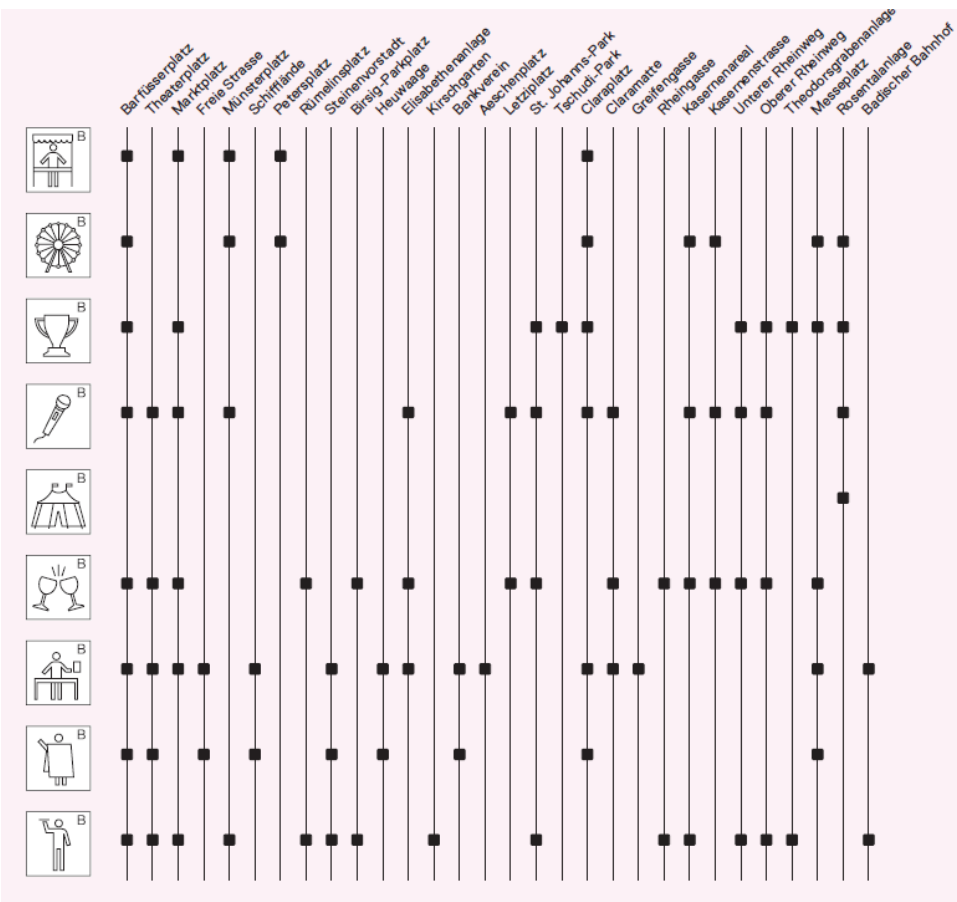 Barfüsserplatz
Theaterplatz
Marktplatz
Freie Strasse
Münsterplatz
Schifflände
Petersplatz
Rümelinsplatz
Steinenvorstadt
Birsig-Parkplatz
Heuwaage
Elisabethenanlage
Kirschgarten
Bankverein
Aeschenplatz
Letziplatz
St. Johanns-Park
Tschudi-Park
Claraplatz
Claramatte
Greifengasse
Rheingasse
Kasernenareal
Kasernenstrasse
Unterer Rheinweg
Oberer Rheinweg
Theodorsgrabenanlage
Messeplatz
Rosentalanlage
Badischer Bahnhof
B
B
B
B
B
B
B
B
B